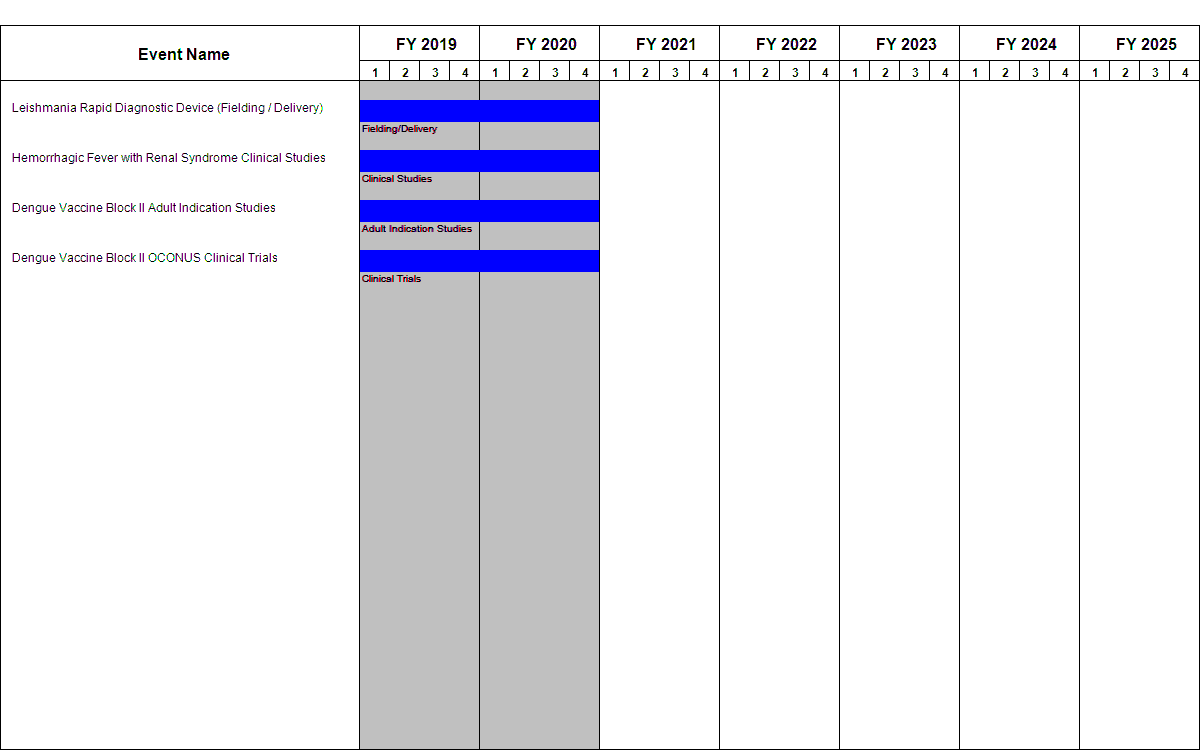 Event Name FY 2019 FY 2020 FY 2021 FY 2022 FY 2023 FY 2024 FY 2025
1 2 3 4 1 2 3 4 1 2 3 4 1 2 3 4 1 2 3 4 1 2 3 4 1 2 3 4
Leishmania Rapid Diagnostic Device (Fielding / Delivery)
Fielding/Delivery
Hemorrhagic Fever with Renal Syndrome Clinical Studies
Clinical Studies
Dengue Vaccine Block II Adult Indication Studies
Adult Indication Studies
Dengue Vaccine Block II OCONUS Clinical Trials
Clinical Trials